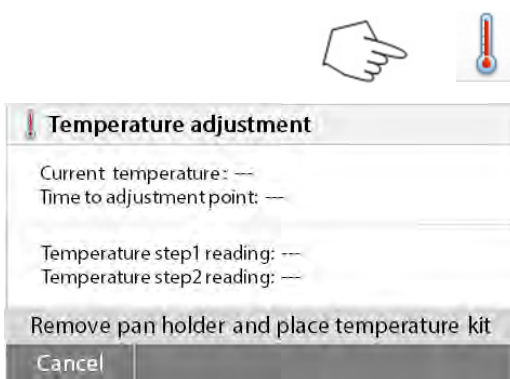 Temperature adjustment
Current temperature: ---
Time to adjustment point: ---
Temperature step1 reading: ---
Temperature step2 reading: ---
Remove pan holder and place temperature kit
Cancel